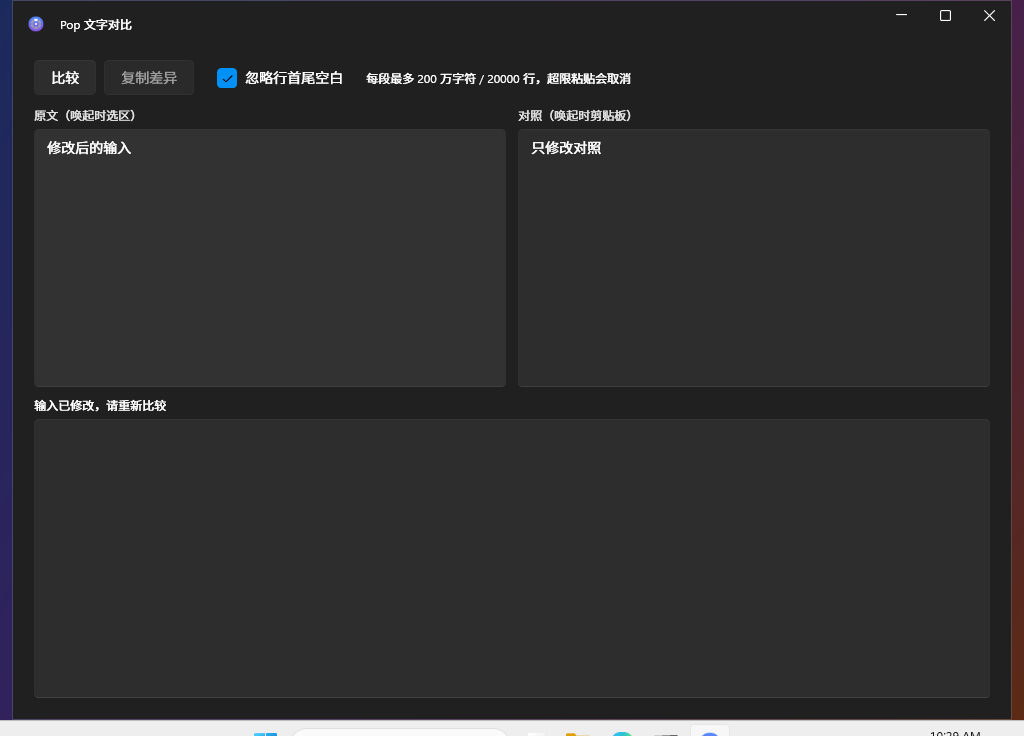 Pop 文字对比
比较 复制差异 忽略行首尾空白 每段最多 200 万字符 / 20000 行，超限粘贴会取消
原文（唤起时选区） 对照（唤起时剪贴板）
修改后的输入 只修改对照
输入已修改，请重新比较
10:29 AM